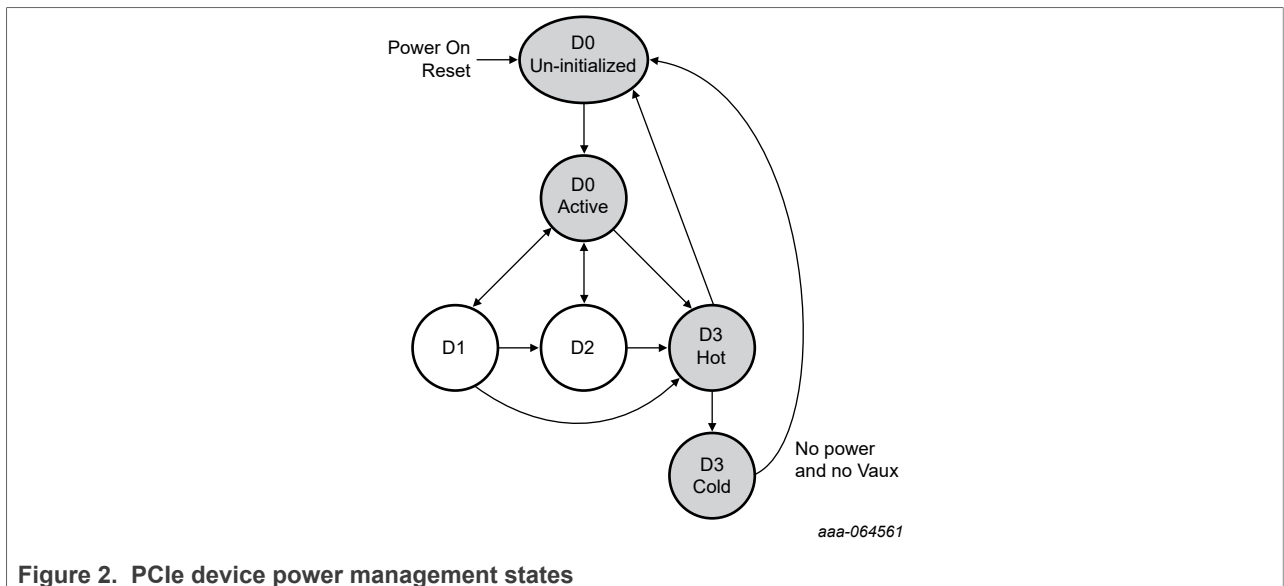 D0
Un-initialized
Power On
Reset
D0
Active
D1
D2
D3
Hot
D3
Cold
No power
and no Vaux
aaa-064561
Figure 2. PCIe device power management states